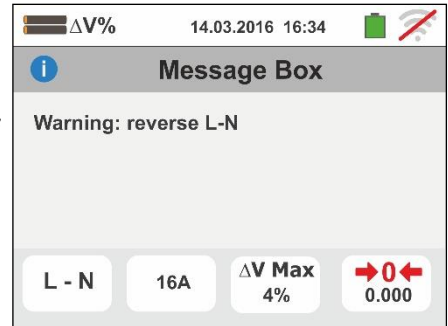 ΔV% 14.03.2016 16:34
i Message Box
Warning: reverse L-N
L - N 16A ΔV Max 4% →0← 0.000